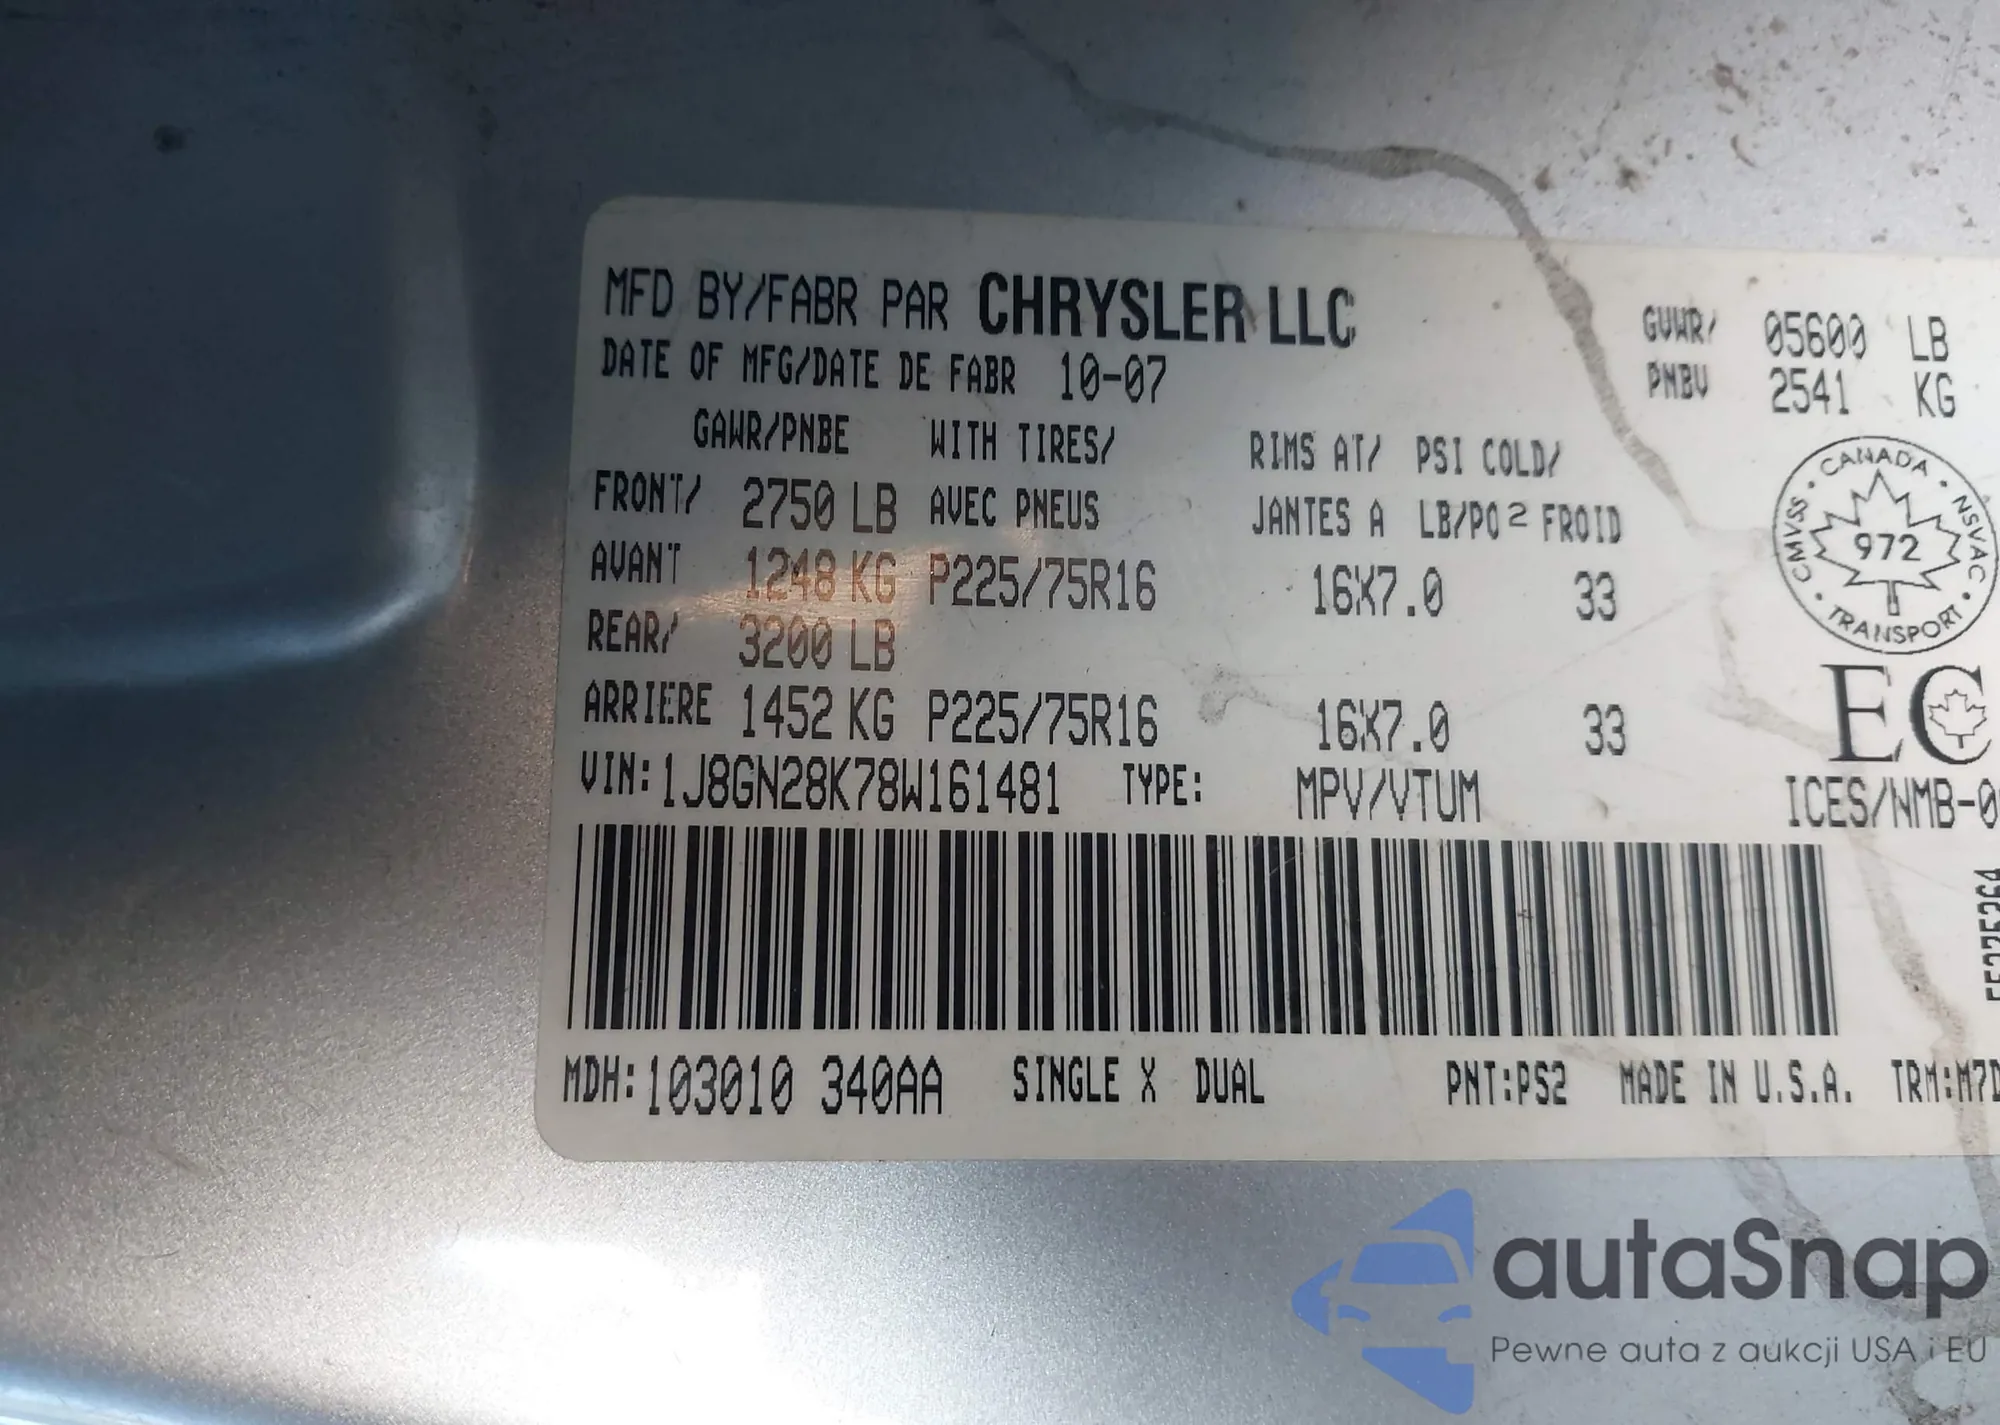 MFD BY/FABR PAR CHRYSLER LLC
DATE OF MFG/DATE DE FABR 10-07
GVWR/ 05600 LB
PNBV 2541 KG
GAWR/PNBE WITH TIRES/ RIMS AT/ PSI COLD/
FRONT/ 2750 LB AVEC PNEUS JANTES A LB/PO2 FROID
AVANT 1248 KG P225/75R16 16X7.0 33
REAR/ 3200 LB
ARRIERE 1452 KG P225/75R16 16X7.0 33
CANADA
CMVSS NSVAC
972
TRANSPORT
EC
VIN:1J8GN28K78W161481 TYPE: MPV/VTUM ICES/NMB-0
55275264
MDH:103010 340AA SINGLE X DUAL PNT:PS2 MADE IN U.S.A. TRM:M7D
autaSnap
Pewne auta z aukcji USA i EU